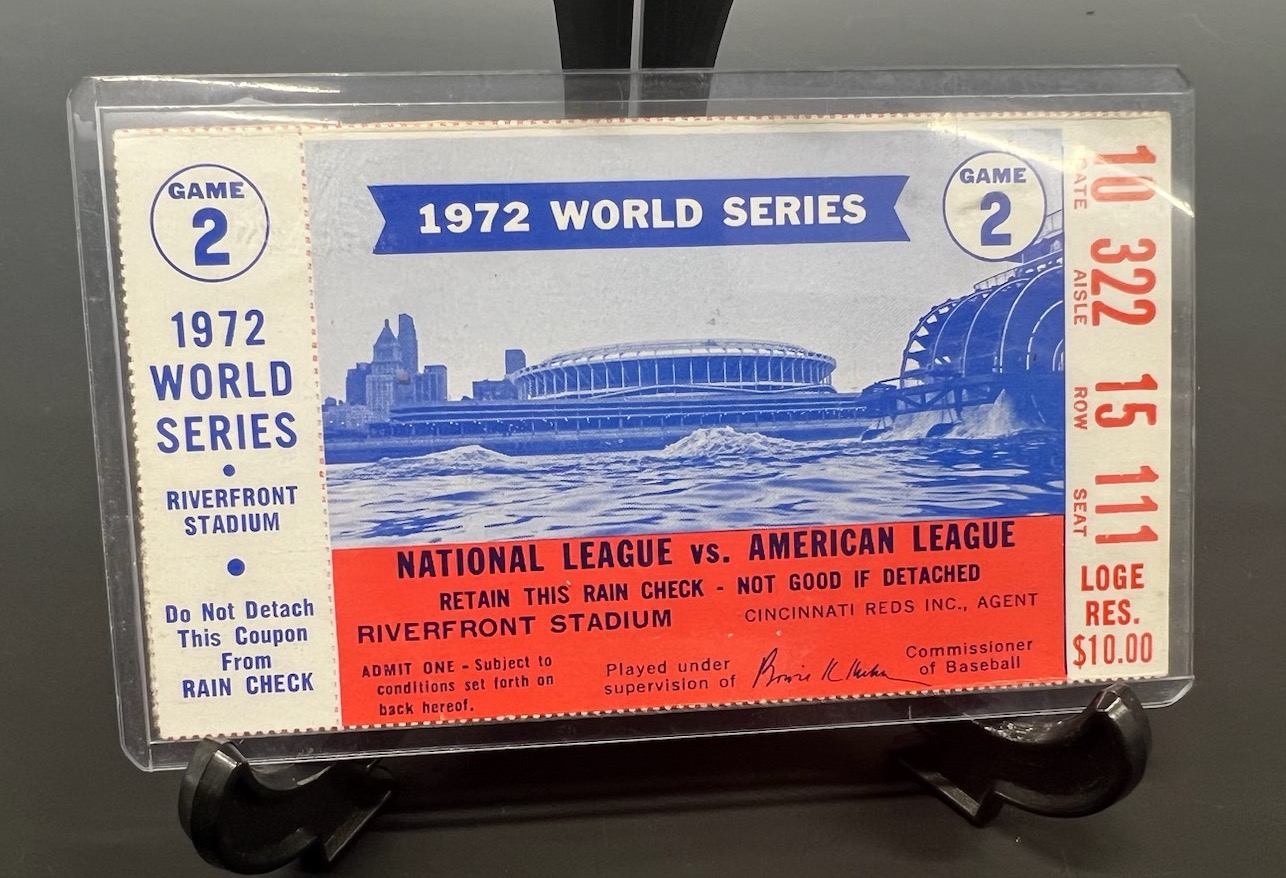 GAME
2
1972
WORLD
SERIES
RIVERFRONT
STADIUM
Do Not Detach
This Coupon
From
RAIN CHECK
1972 WORLD SERIES
GAME
2
NATIONAL LEAGUE vs. AMERICAN LEAGUE
RETAIN THIS RAIN CHECK - NOT GOOD IF DETACHED
RIVERFRONT STADIUM
CINCINNATI REDS INC., AGENT
ADMIT ONE - Subject to
conditions set forth on
back hereof.
Played under
supervision of
Bowie K Kuhn
Commissioner
of Baseball
10
GATE
322
AISLE
15
ROW
111
SEAT
LOGE
RES.
$10.00